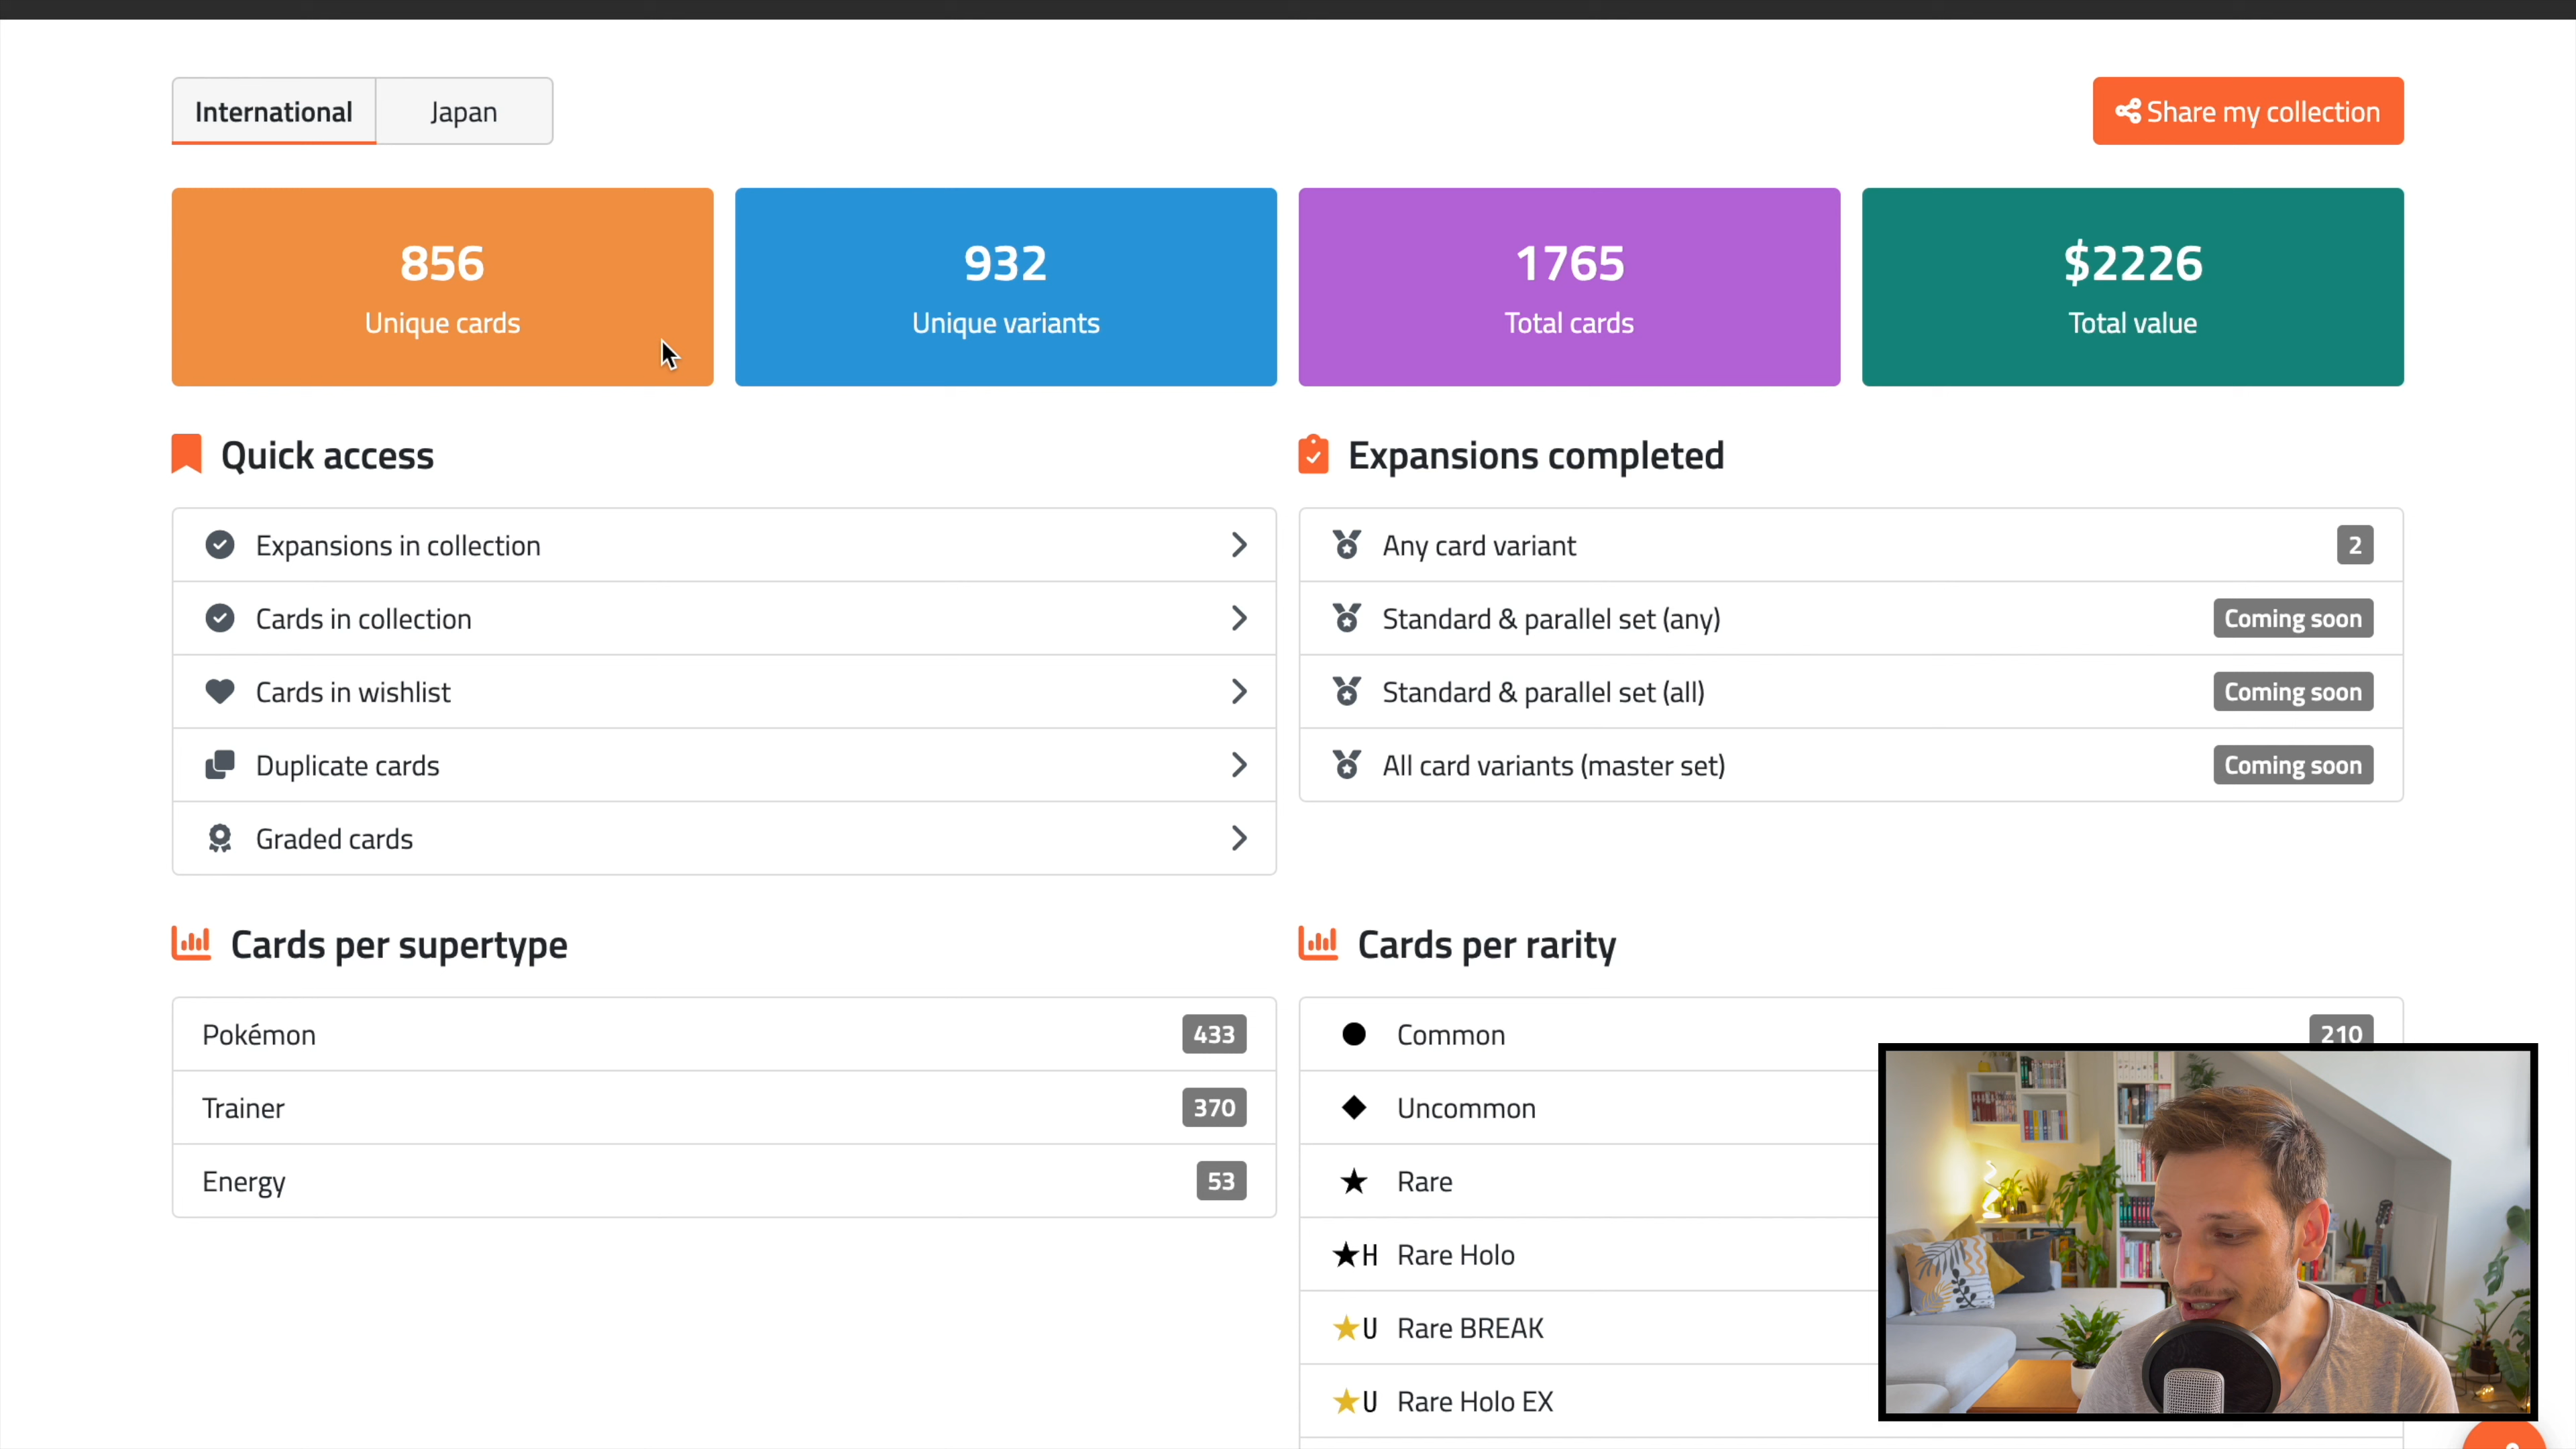 International
Japan
Share my collection
856
Unique cards
932
Unique variants
1765
Total cards
$2226
Total value
Quick access
Expansions in collection
Cards in collection
Cards in wishlist
Duplicate cards
Graded cards
Expansions completed
Any card variant 2
Standard & parallel set (any) Coming soon
Standard & parallel set (all) Coming soon
All card variants (master set) Coming soon
Cards per supertype
Pokémon 433
Trainer 370
Energy 53
Cards per rarity
Common 210
Uncommon
Rare
H Rare Holo
U Rare BREAK
U Rare Holo EX